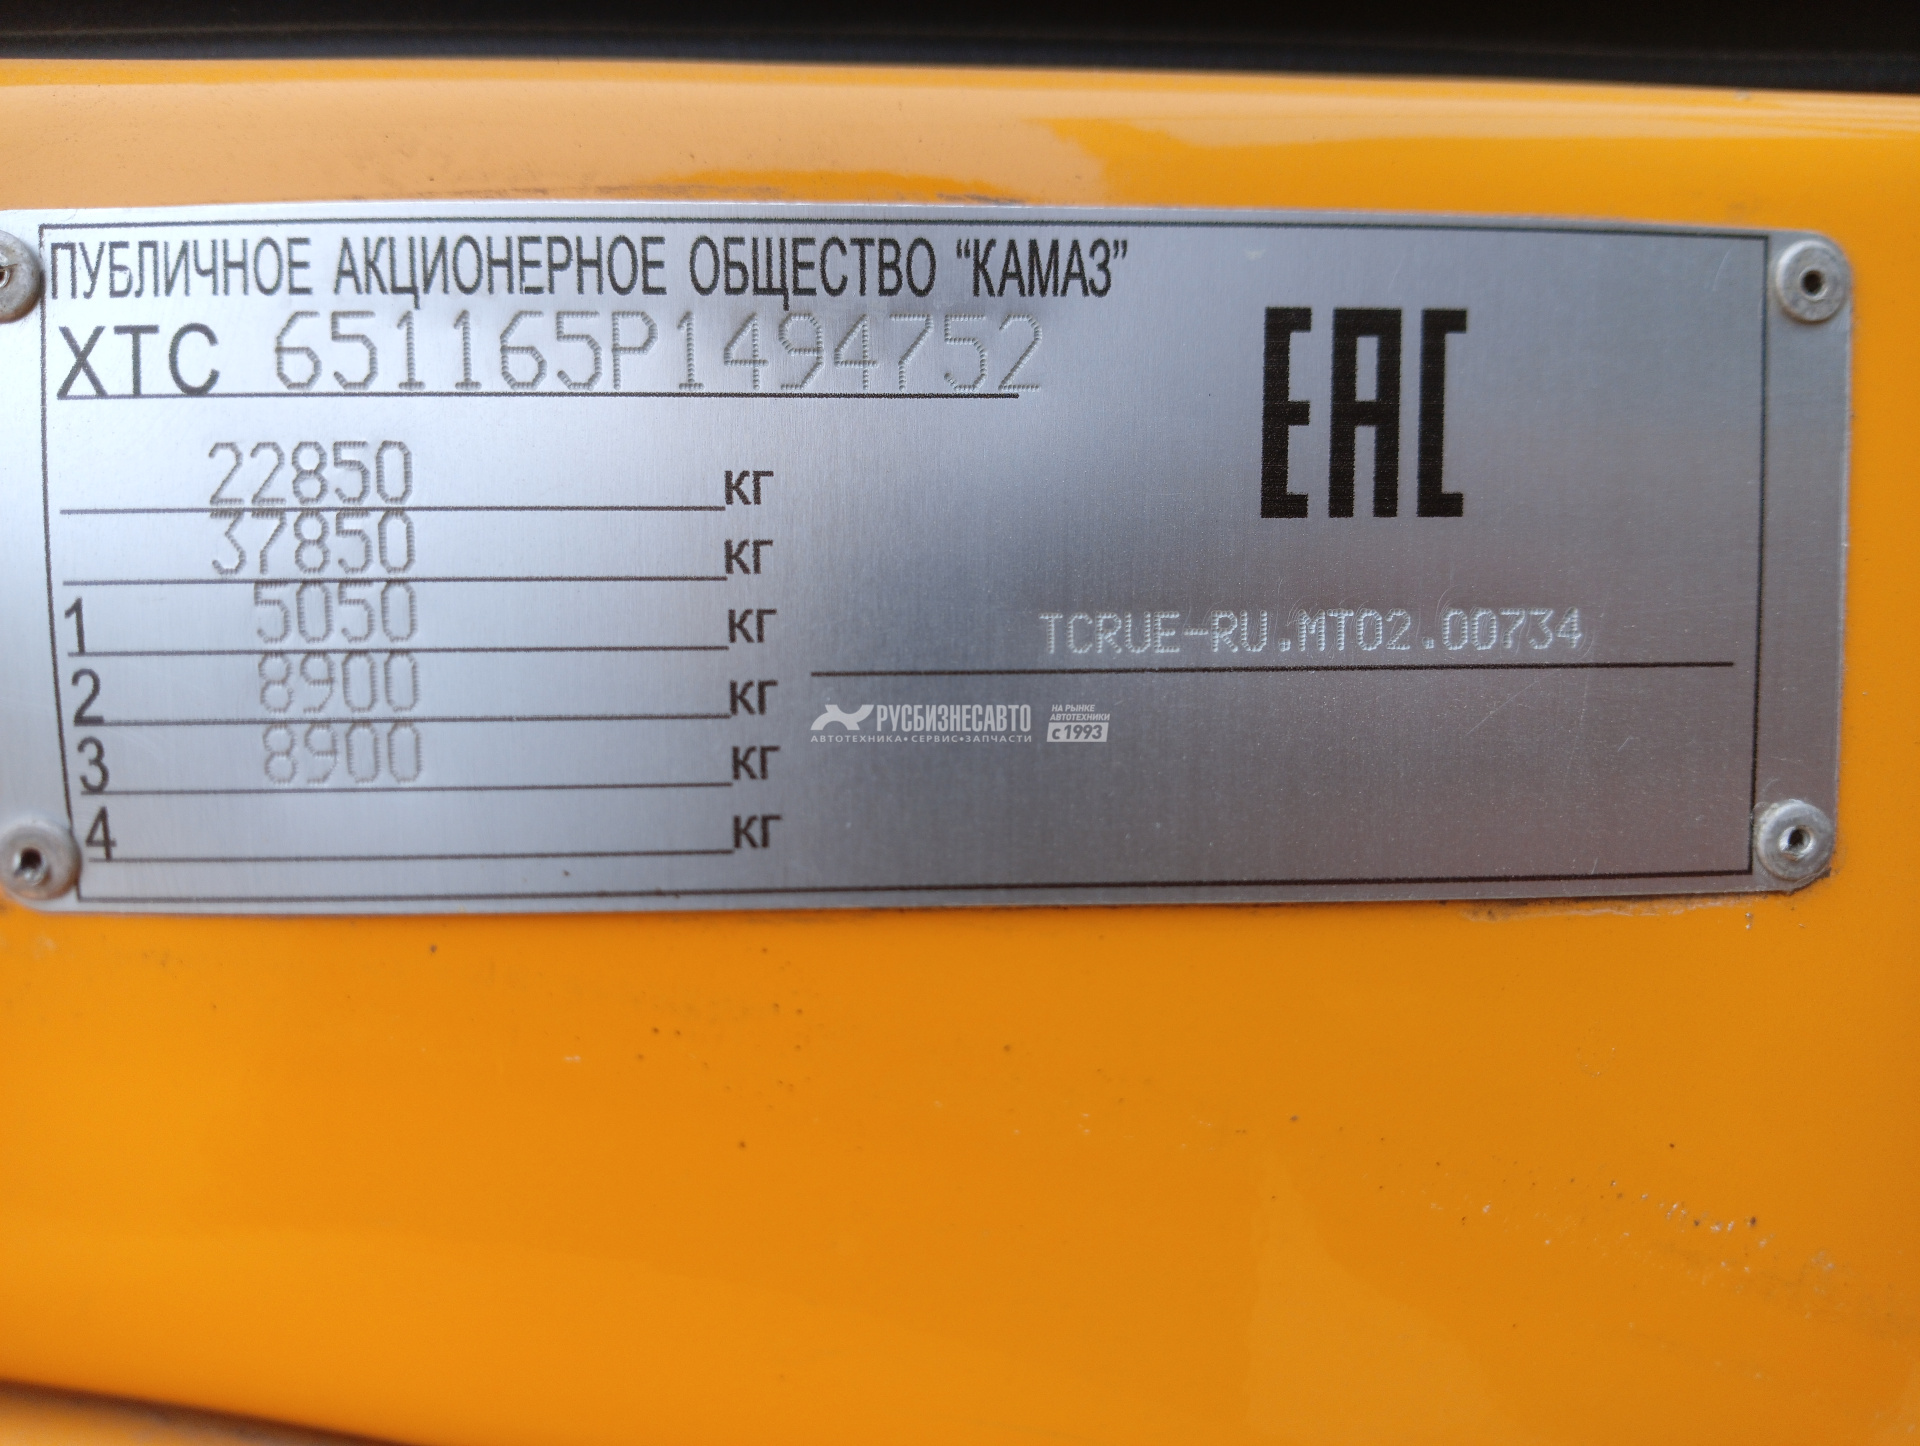 ПУБЛИЧНОЕ АКЦИОНЕРНОЕ ОБЩЕСТВО “КАМАЗ”
XTC 651165P1494752
EAC
22850 кг
37850 кг
1 5050 кг
2 8900 кг
3 8900 кг
4 кг
TCRUE-RU.MT02.00734
РУСБИЗНЕСАВТО
АВТОТЕХНИКА•СЕРВИС•ЗАПЧАСТИ
НА РЫНКЕ
АВТОТЕХНИКИ
с 1993